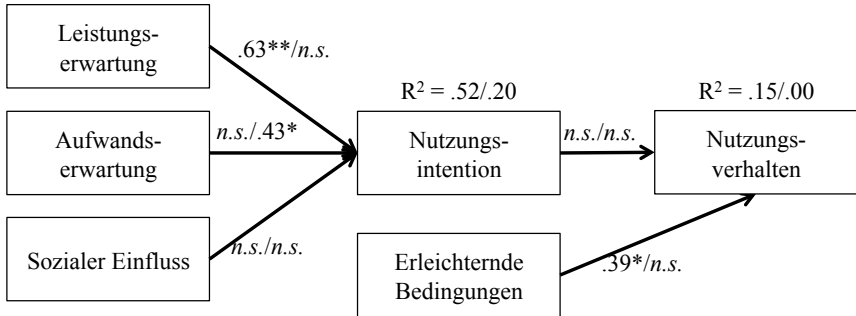 Leistungs-
erwartung
.63**/n.s.
R² = .52/.20
R² = .15/.00
Aufwands-
erwartung
n.s./.43*
Nutzungs-
intention
n.s./n.s.
Nutzungs-
verhalten
Sozialer Einfluss
n.s./n.s.
Erleichternde
Bedingungen
.39*/n.s.